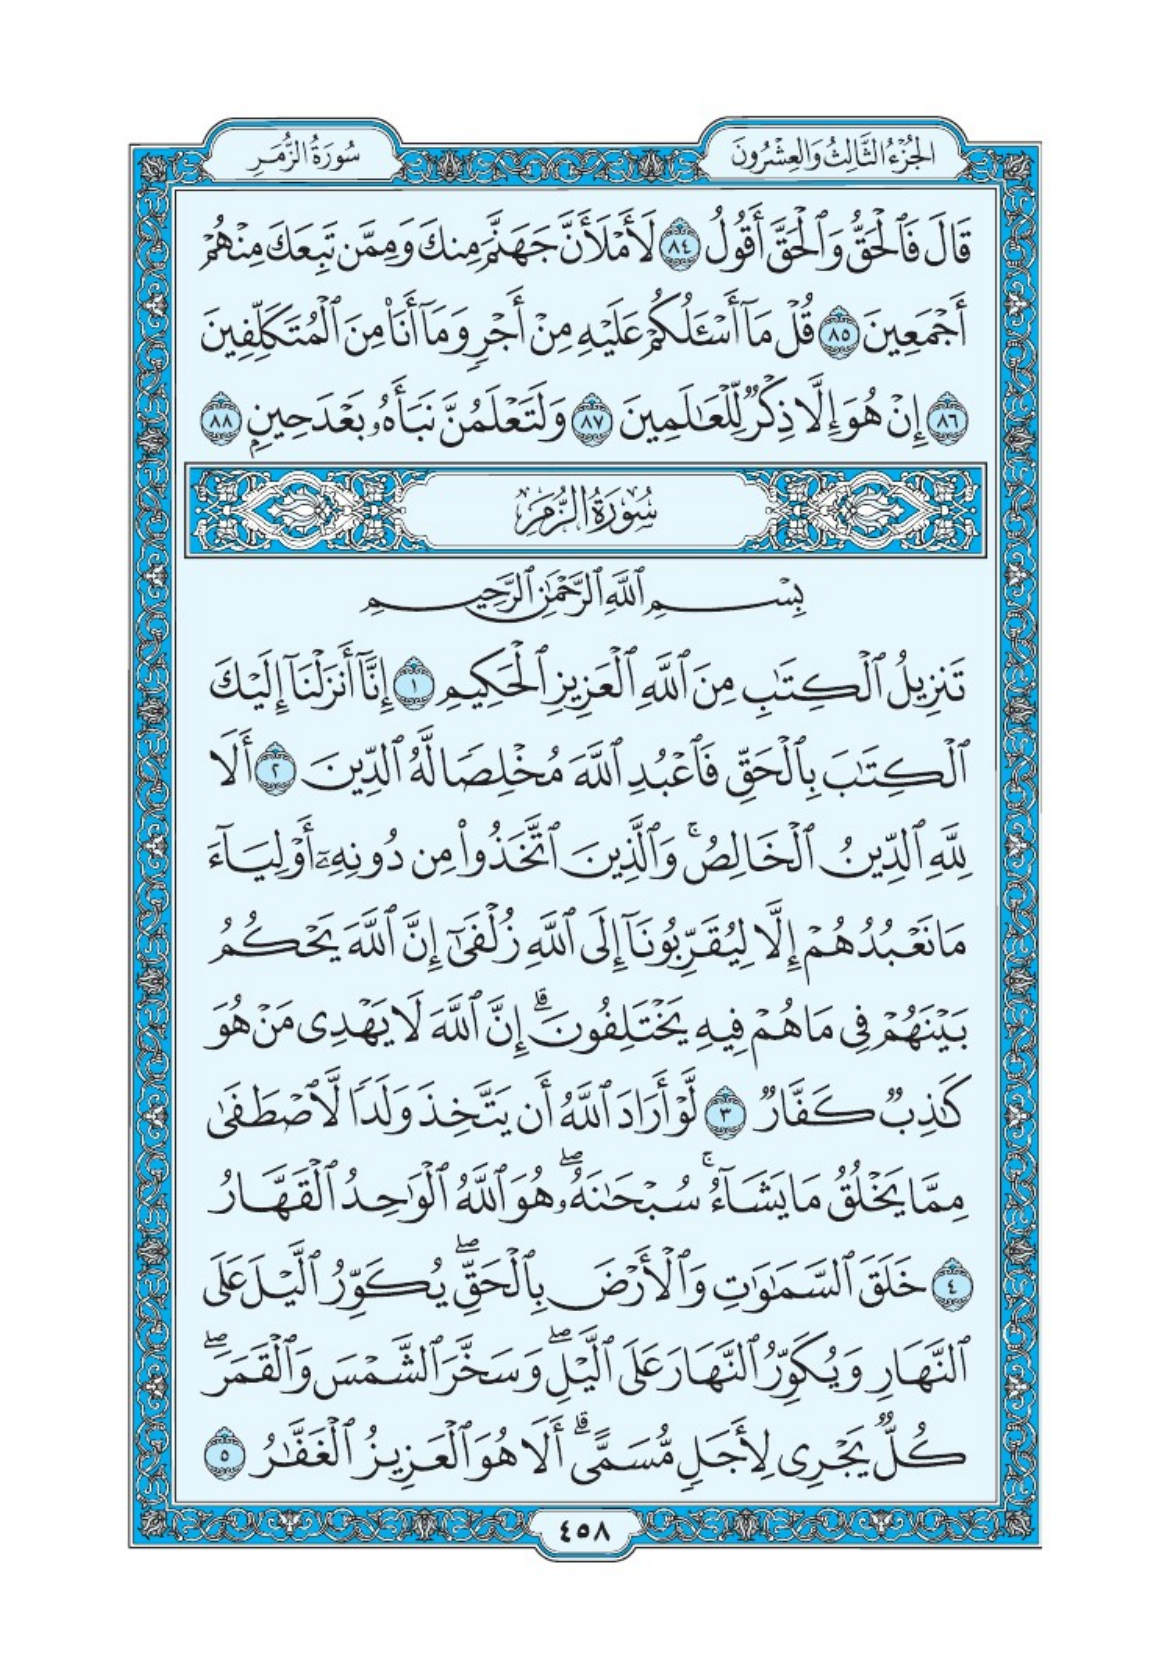 الجُزْءُ الثَّالِثُ وَالعِشْرُونَ
سُورَةُ الزُّمَرِ
قَالَ فَٱلْحَقُّ وَٱلْحَقَّ أَقُولُ ٨٤ لَأَمْلَأَنَّ جَهَنَّمَ مِنكَ وَمِمَّن تَبِعَكَ مِنْهُمْ
أَجْمَعِينَ ٨٥ قُلْ مَآ أَسْـَٔلُكُمْ عَلَيْهِ مِنْ أَجْرٍ وَمَآ أَنَا۠ مِنَ ٱلْمُتَكَلِّفِينَ
٨٦ إِنْ هُوَ إِلَّا ذِكْرٌ لِّلْعَـٰلَمِينَ ٨٧ وَلَتَعْلَمُنَّ نَبَأَهُۥ بَعْدَ حِينٍۭ ٨٨
سُورَةُ الزُّمَرِ
بِسْمِ ٱللَّهِ ٱلرَّحْمَـٰنِ ٱلرَّحِيمِ
تَنزِيلُ ٱلْكِتَـٰبِ مِنَ ٱللَّهِ ٱلْعَزِيزِ ٱلْحَكِيمِ ١ إِنَّآ أَنزَلْنَآ إِلَيْكَ
ٱلْكِتَـٰبَ بِٱلْحَقِّ فَٱعْبُدِ ٱللَّهَ مُخْلِصًا لَّهُ ٱلدِّينَ ٢ أَلَا
لِلَّهِ ٱلدِّينُ ٱلْخَالِصُ ۚ وَٱلَّذِينَ ٱتَّخَذُوا۟ مِن دُونِهِۦٓ أَوْلِيَآءَ
مَا نَعْبُدُهُمْ إِلَّا لِيُقَرِّبُونَآ إِلَى ٱللَّهِ زُلْفَىٰٓ إِنَّ ٱللَّهَ يَحْكُمُ
بَيْنَهُمْ فِى مَا هُمْ فِيهِ يَخْتَلِفُونَ ۗ إِنَّ ٱللَّهَ لَا يَهْدِى مَنْ هُوَ
كَـٰذِبٌ كَفَّارٌ ٣ لَّوْ أَرَادَ ٱللَّهُ أَن يَتَّخِذَ وَلَدًا لَّٱصْطَفَىٰ
مِمَّا يَخْلُقُ مَا يَشَآءُ ۚ سُبْحَـٰنَهُۥ ۖ هُوَ ٱللَّهُ ٱلْوَٰحِدُ ٱلْقَهَّارُ
٤ خَلَقَ ٱلسَّمَـٰوَٰتِ وَٱلْأَرْضَ بِٱلْحَقِّ ۖ يُكَوِّرُ ٱلَّيْلَ عَلَى
ٱلنَّهَارِ وَيُكَوِّرُ ٱلنَّهَارَ عَلَى ٱلَّيْلِ ۖ وَسَخَّرَ ٱلشَّمْسَ وَٱلْقَمَرَ ۖ
كُلٌّ يَجْرِى لِأَجَلٍ مُّسَمًّى ۗ أَلَا هُوَ ٱلْعَزِيزُ ٱلْغَفَّـٰرُ ٥
٤٥٨